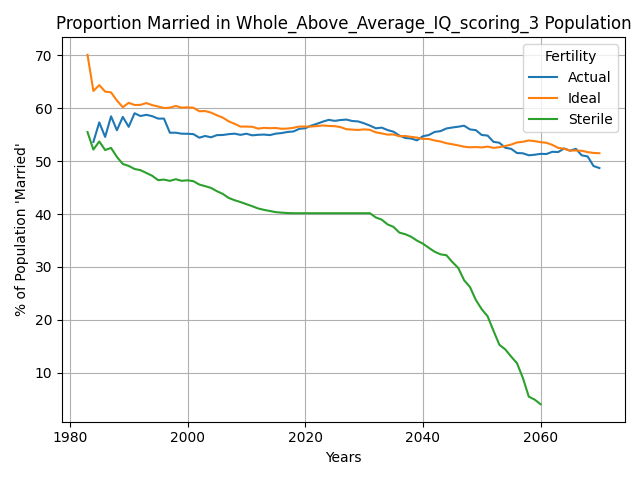 Proportion Married in Whole_Above_Average_IQ_scoring_3 Population
Fertility
Actual
Ideal
Sterile
% of Population 'Married'
70
60
50
40
30
20
10
1980 2000 2020 2040 2060
Years